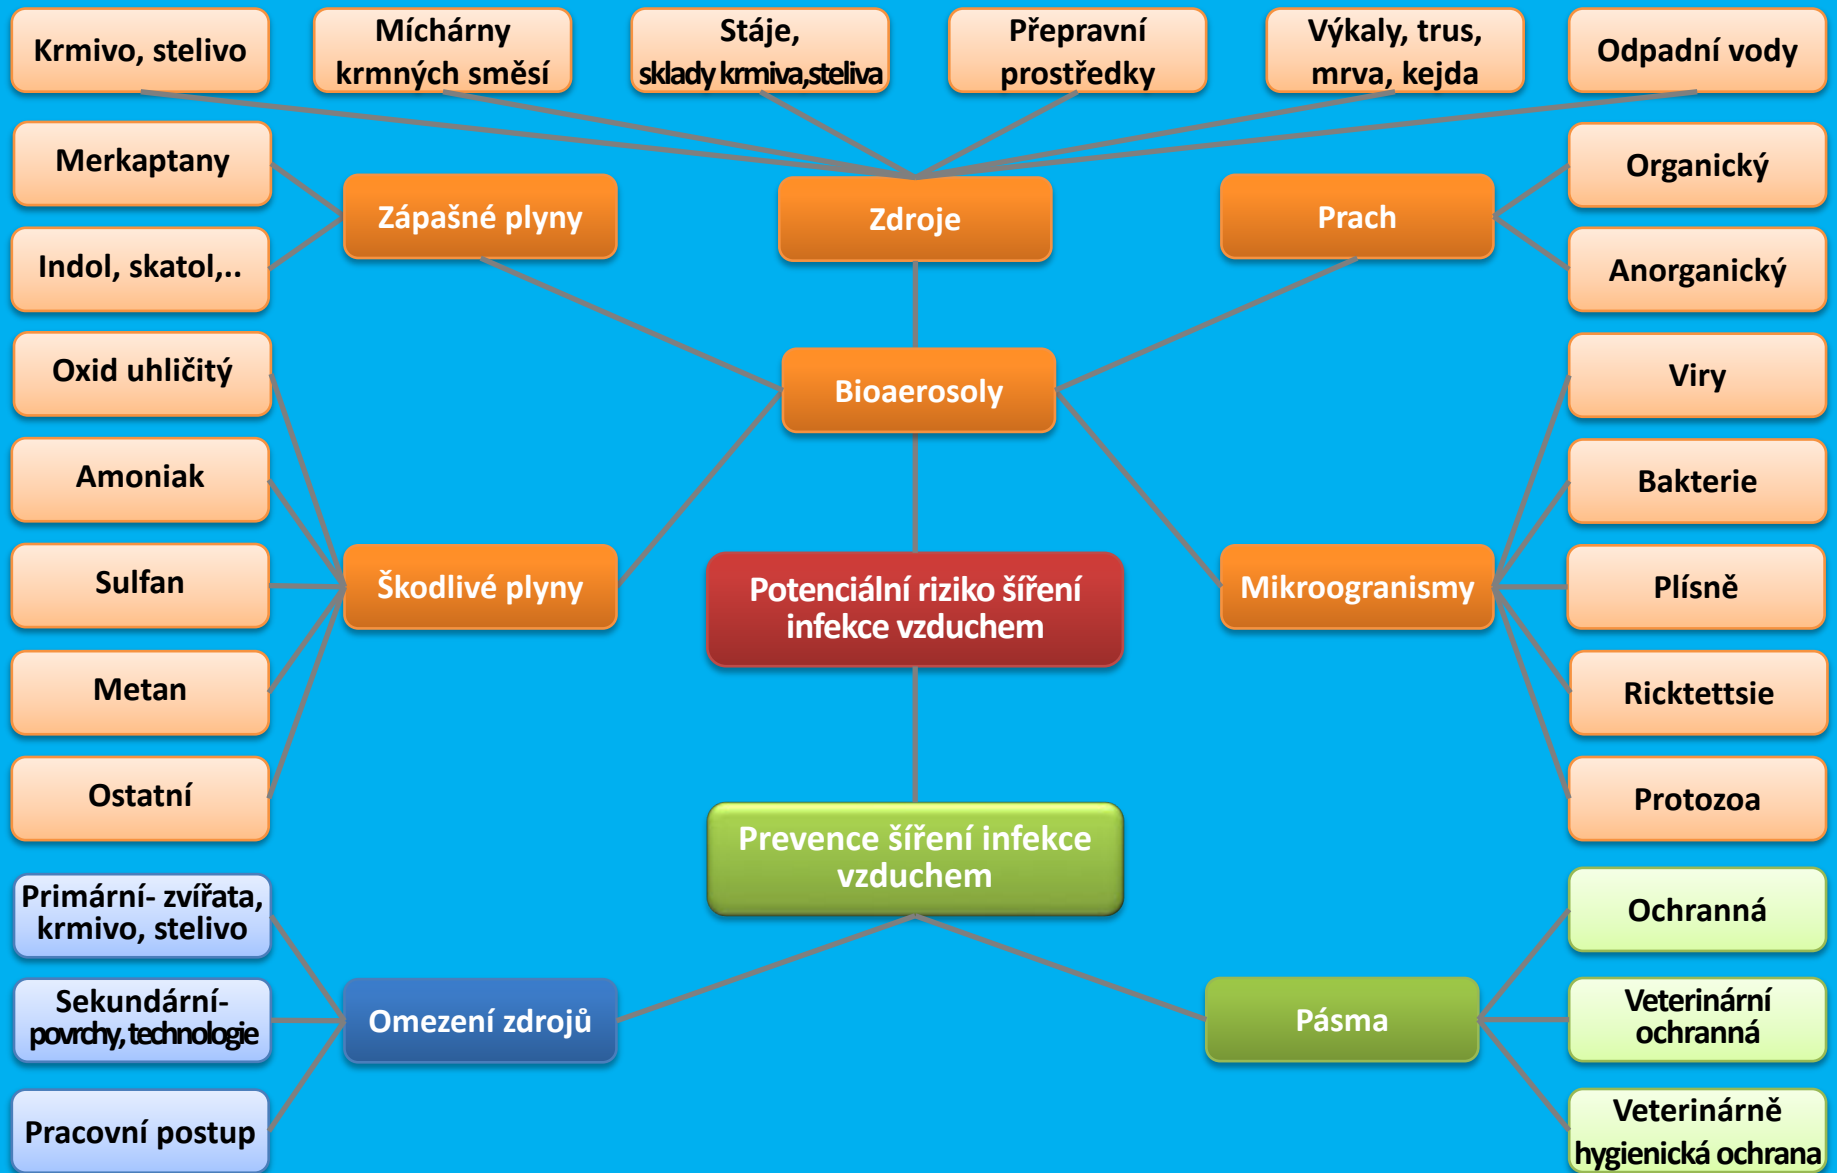 Krmivo, stelivo
Míchárny
krmných směsí
Stáje,
sklady krmiva,steliva
Přepravní
prostředky
Výkaly, trus,
mrva, kejda
Odpadní vody
Merkaptany
Indol, skatol,..
Zápašné plyny
Zdroje
Prach
Organický
Anorganický
Bioaerosoly
Oxid uhličitý
Amoniak
Sulfan
Metan
Ostatní
Škodlivé plyny
Potenciální riziko šíření
infekce vzduchem
Mikroogranismy
Viry
Bakterie
Plísně
Ricktettsie
Protozoa
Prevence šíření infekce
vzduchem
Primární- zvířata,
krmivo, stelivo
Sekundární-
povrchy, technologie
Pracovní postup
Omezení zdrojů
Pásma
Ochranná
Veterinární
ochranná
Veterinárně
hygienická ochrana